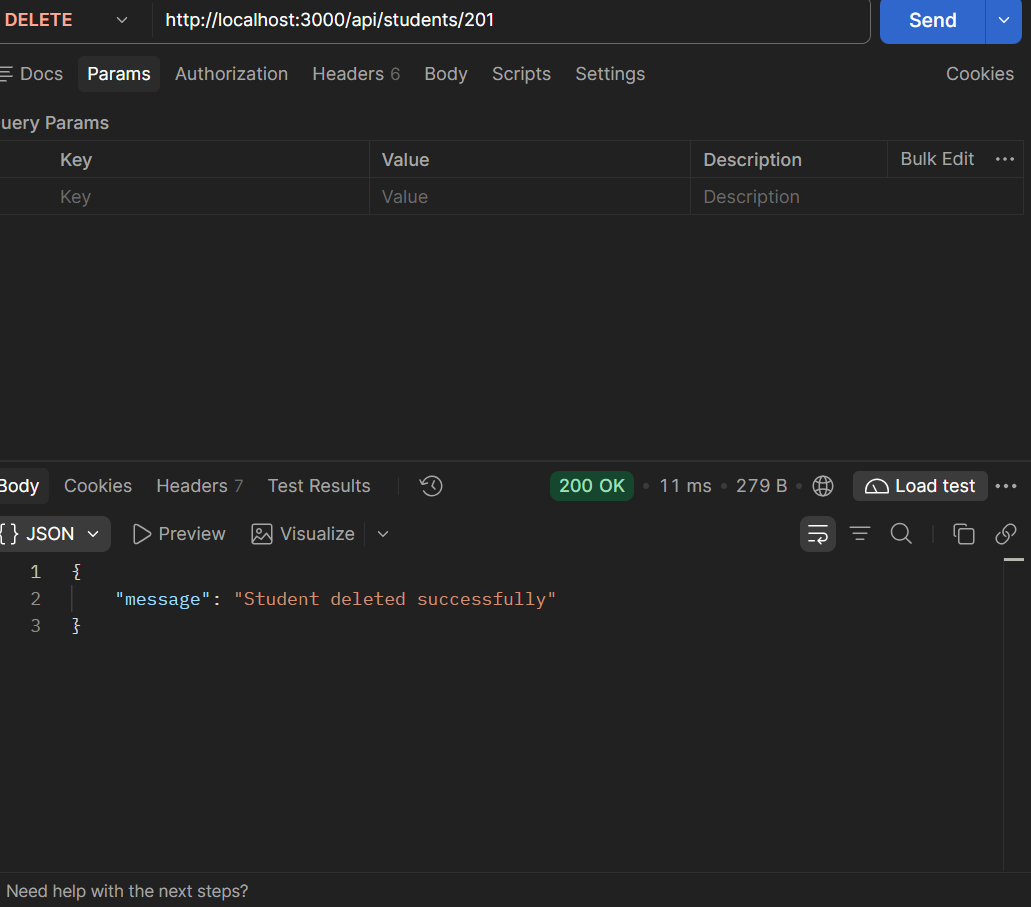 DELETE http://localhost:3000/api/students/201 Send
Docs Params Authorization Headers 6 Body Scripts Settings Cookies
uery Params
Key Value Description Bulk Edit
Key Value Description
Body Cookies Headers 7 Test Results 200 OK 11 ms 279 B Load test
{} JSON Preview Visualize
1 {
2 "message": "Student deleted successfully"
3 }
Need help with the next steps?